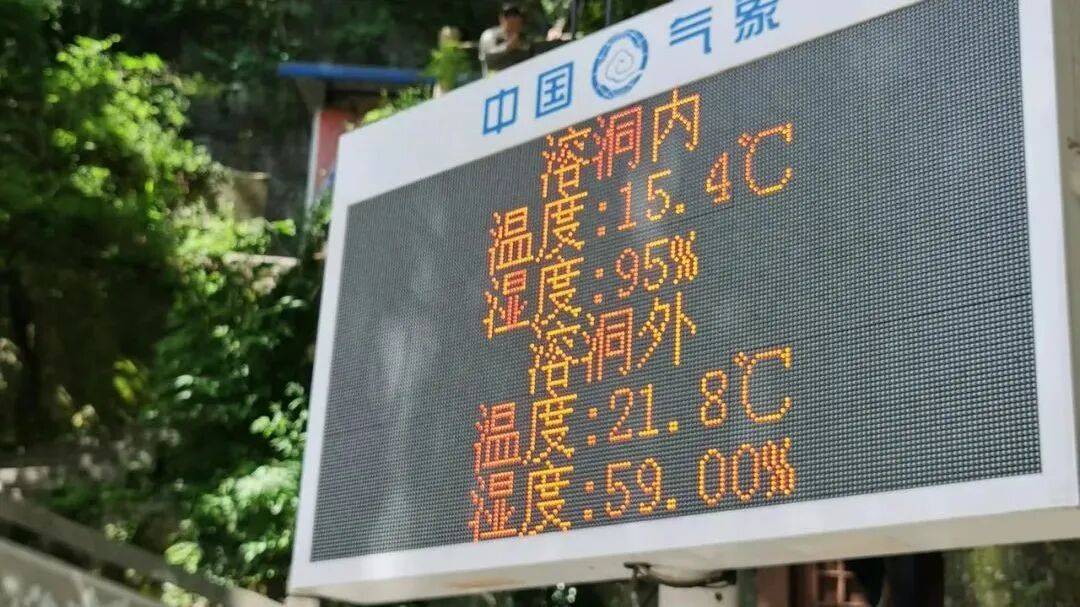 中国气象
溶洞内
温度:15.4℃
湿度:95%
溶洞外
温度:21.8℃
湿度:59.00%